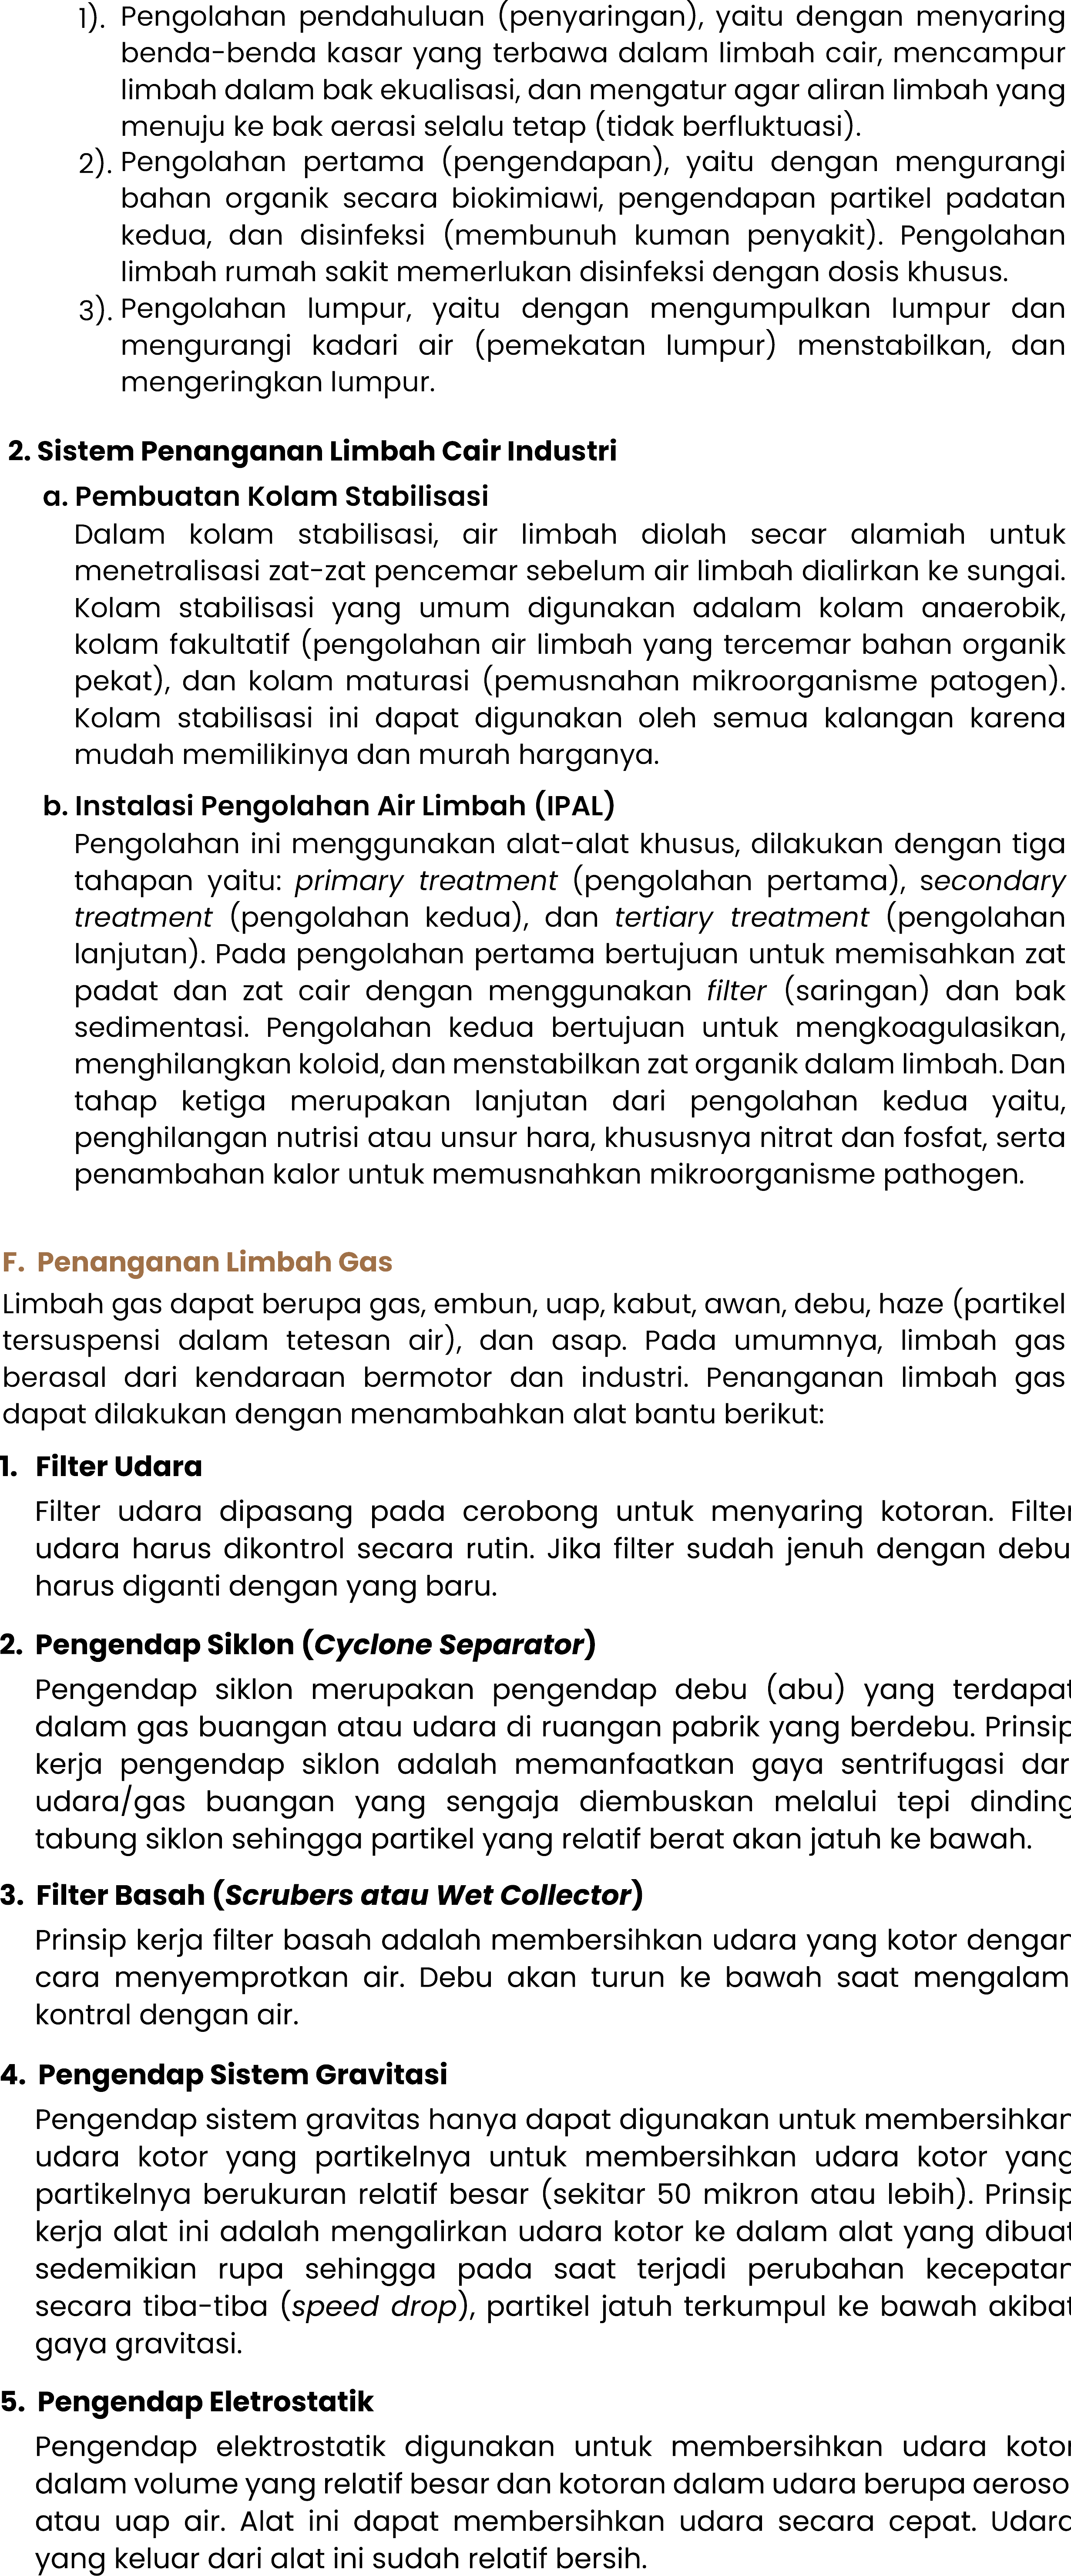 1). Pengolahan pendahuluan (penyaringan), yaitu dengan menyaring
benda-benda kasar yang terbawa dalam limbah cair, mencampur
limbah dalam bak ekualisasi, dan mengatur agar aliran limbah yang
menuju ke bak aerasi selalu tetap (tidak berfluktuasi).
2). Pengolahan pertama (pengendapan), yaitu dengan mengurangi
bahan organik secara biokimiawi, pengendapan partikel padatan
kedua, dan disinfeksi (membunuh kuman penyakit). Pengolahan
limbah rumah sakit memerlukan disinfeksi dengan dosis khusus.
3). Pengolahan lumpur, yaitu dengan mengumpulkan lumpur dan
mengurangi kadari air (pemekatan lumpur) menstabilkan, dan
mengeringkan lumpur.
2. Sistem Penanganan Limbah Cair Industri
a. Pembuatan Kolam Stabilisasi
Dalam kolam stabilisasi, air limbah diolah secar alamiah untuk
menetralisasi zat-zat pencemar sebelum air limbah dialirkan ke sungai.
Kolam stabilisasi yang umum digunakan adalam kolam anaerobik,
kolam fakultatif (pengolahan air limbah yang tercemar bahan organik
pekat), dan kolam maturasi (pemusnahan mikroorganisme patogen).
Kolam stabilisasi ini dapat digunakan oleh semua kalangan karena
mudah memilikinya dan murah harganya.
b. Instalasi Pengolahan Air Limbah (IPAL)
Pengolahan ini menggunakan alat-alat khusus, dilakukan dengan tiga
tahapan yaitu: primary treatment (pengolahan pertama), secondary
treatment (pengolahan kedua), dan tertiary treatment (pengolahan
lanjutan). Pada pengolahan pertama bertujuan untuk memisahkan zat
padat dan zat cair dengan menggunakan filter (saringan) dan bak
sedimentasi. Pengolahan kedua bertujuan untuk mengkoagulasikan,
menghilangkan koloid, dan menstabilkan zat organik dalam limbah. Dan
tahap ketiga merupakan lanjutan dari pengolahan kedua yaitu,
penghilangan nutrisi atau unsur hara, khususnya nitrat dan fosfat, serta
penambahan kalor untuk memusnahkan mikroorganisme pathogen.
F. Penanganan Limbah Gas
Limbah gas dapat berupa gas, embun, uap, kabut, awan, debu, haze (partikel
tersuspensi dalam tetesan air), dan asap. Pada umumnya, limbah gas
berasal dari kendaraan bermotor dan industri. Penanganan limbah gas
dapat dilakukan dengan menambahkan alat bantu berikut:
1. Filter Udara
Filter udara dipasang pada cerobong untuk menyaring kotoran. Filter
udara harus dikontrol secara rutin. Jika filter sudah jenuh dengan debu
harus diganti dengan yang baru.
2. Pengendap Siklon (Cyclone Separator)
Pengendap siklon merupakan pengendap debu (abu) yang terdapat
dalam gas buangan atau udara di ruangan pabrik yang berdebu. Prinsip
kerja pengendap siklon adalah memanfaatkan gaya sentrifugasi dari
udara/gas buangan yang sengaja diembuskan melalui tepi dinding
tabung siklon sehingga partikel yang relatif berat akan jatuh ke bawah.
3. Filter Basah (Scrubers atau Wet Collector)
Prinsip kerja filter basah adalah membersihkan udara yang kotor dengan
cara menyemprotkan air. Debu akan turun ke bawah saat mengalami
kontral dengan air.
4. Pengendap Sistem Gravitasi
Pengendap sistem gravitas hanya dapat digunakan untuk membersihkan
udara kotor yang partikelnya untuk membersihkan udara kotor yang
partikelnya berukuran relatif besar (sekitar 50 mikron atau lebih). Prinsip
kerja alat ini adalah mengalirkan udara kotor ke dalam alat yang dibuat
sedemikian rupa sehingga pada saat terjadi perubahan kecepatan
secara tiba-tiba (speed drop), partikel jatuh terkumpul ke bawah akibat
gaya gravitasi.
5. Pengendap Eletrostatik
Pengendap elektrostatik digunakan untuk membersihkan udara kotor
dalam volume yang relatif besar dan kotoran dalam udara berupa aerosol
atau uap air. Alat ini dapat membersihkan udara secara cepat. Udara
yang keluar dari alat ini sudah relatif bersih.